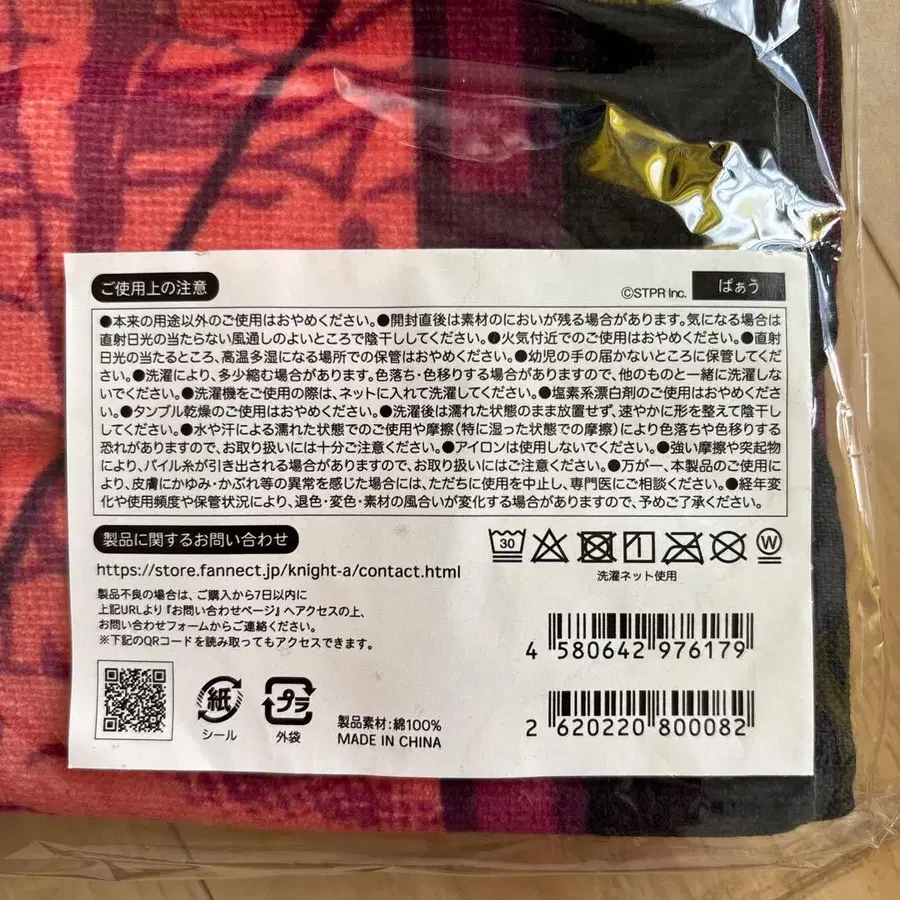 ご使用上の注意
©STPR Inc.
ばぁう
●本来の用途以外のご使用はおやめください。●開封直後は素材のにおいが残る場合があります。気になる場合は
直射日光の当たらない風通しのよいところで陰干ししてください。●火気付近でのご使用はおやめください。●直射
日光の当たるところ、高温多湿になる場所での保管はおやめください。●幼児の手の届かないところに保管してくだ
さい。●洗濯により、多少縮む場合があります。色落ち・色移りする場合がありますので、他のものと一緒に洗濯しな
いでください。●洗濯機をご使用の際は、ネットに入れて洗濯してください。●塩素系漂白剤のご使用はおやめくださ
い。●タンブル乾燥のご使用はおやめください。●洗濯後は濡れた状態のまま放置せず、速やかに形を整えて陰干し
してください。●水や汗による濡れた状態でのご使用や摩擦(特に湿った状態での摩擦)により色落ちや色移りする
恐れがありますので、お取り扱いには十分ご注意ください。●アイロンは使用しないでください。●強い摩擦や突起物
により、パイル糸が引き出される場合がありますので、お取り扱いにはご注意ください。●万が一、本製品のご使用によ
り、皮膚にかゆみ・かぶれ等の異常を感じた場合には、ただちに使用を中止し、専門医にご相談ください。●経年変
化や使用頻度や保管状況により、退色・変色・素材の風合いが変化する場合がありますので、予めご了承ください。
製品に関するお問い合わせ
https://store.fannect.jp/knight-a/contact.html
30
W
洗濯ネット使用
製品不良の場合は、ご購入から7日以内に
上記URLより『お問い合わせページ』へアクセスの上、
お問い合わせフォームからご連絡ください。
※下記のQRコードを読み取ってもアクセスできます。
4 580642 976179
紙
シール
プラ
外袋
製品素材:綿100%
MADE IN CHINA
2 620220 800082